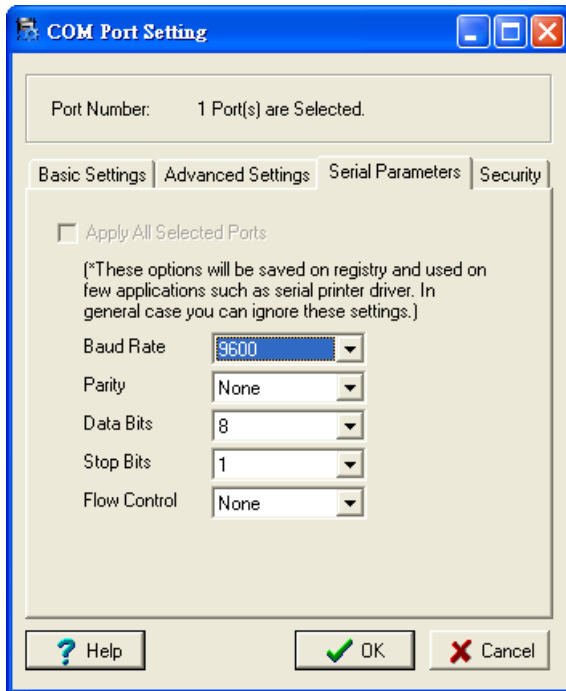 COM Port Setting
Port Number: 1 Port(s) are Selected.
Basic Settings Advanced Settings Serial Parameters Security
Apply All Selected Ports
(*These options will be saved on registry and used on
few applications such as serial printer driver. In
general case you can ignore these settings.)
Baud Rate 9600
Parity None
Data Bits 8
Stop Bits 1
Flow Control None
? Help OK Cancel